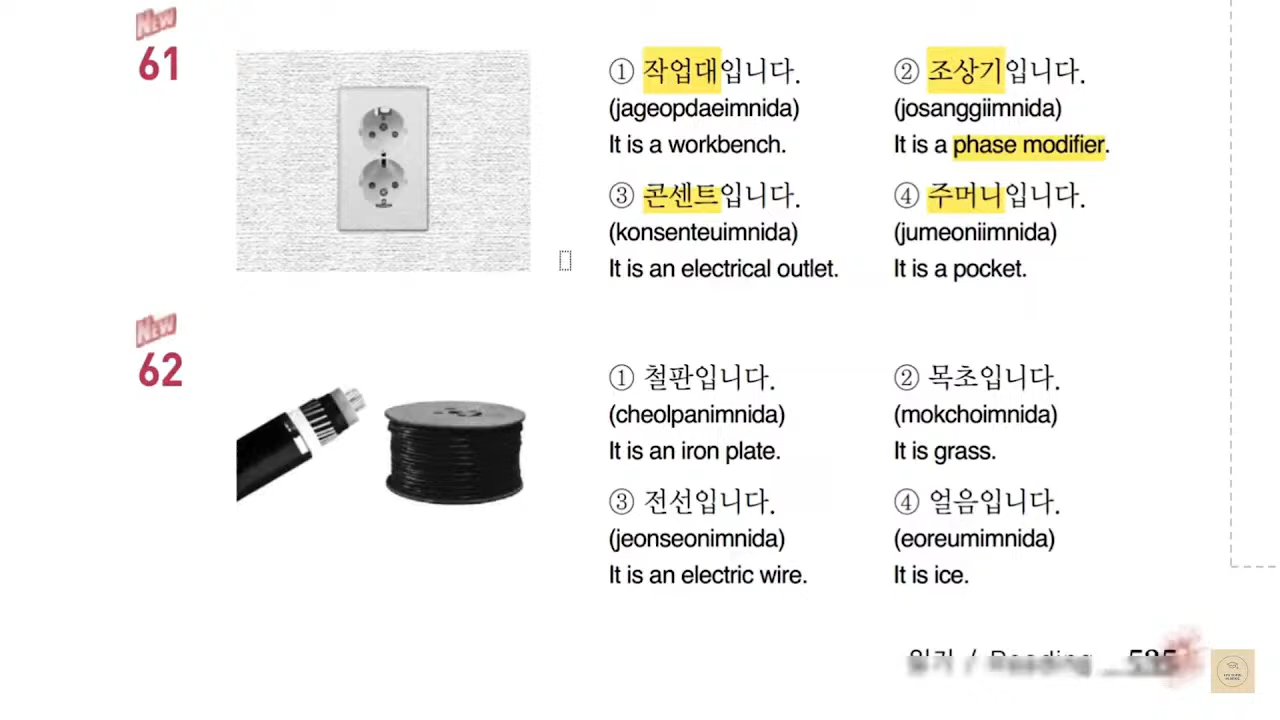 NEW
61
① 작업대입니다.
(jageopdaeimnida)
It is a workbench.
② 조상기입니다.
(josanggiimnida)
It is a phase modifier.
③ 콘센트입니다.
(konsenteuimnida)
It is an electrical outlet.
④ 주머니입니다.
(jumeoniimnida)
It is a pocket.
NEW
62
① 철판입니다.
(cheolpanimnida)
It is an iron plate.
② 목초입니다.
(mokchoimnida)
It is grass.
③ 전선입니다.
(jeonseonimnida)
It is an electric wire.
④ 얼음입니다.
(eoreumimnida)
It is ice.